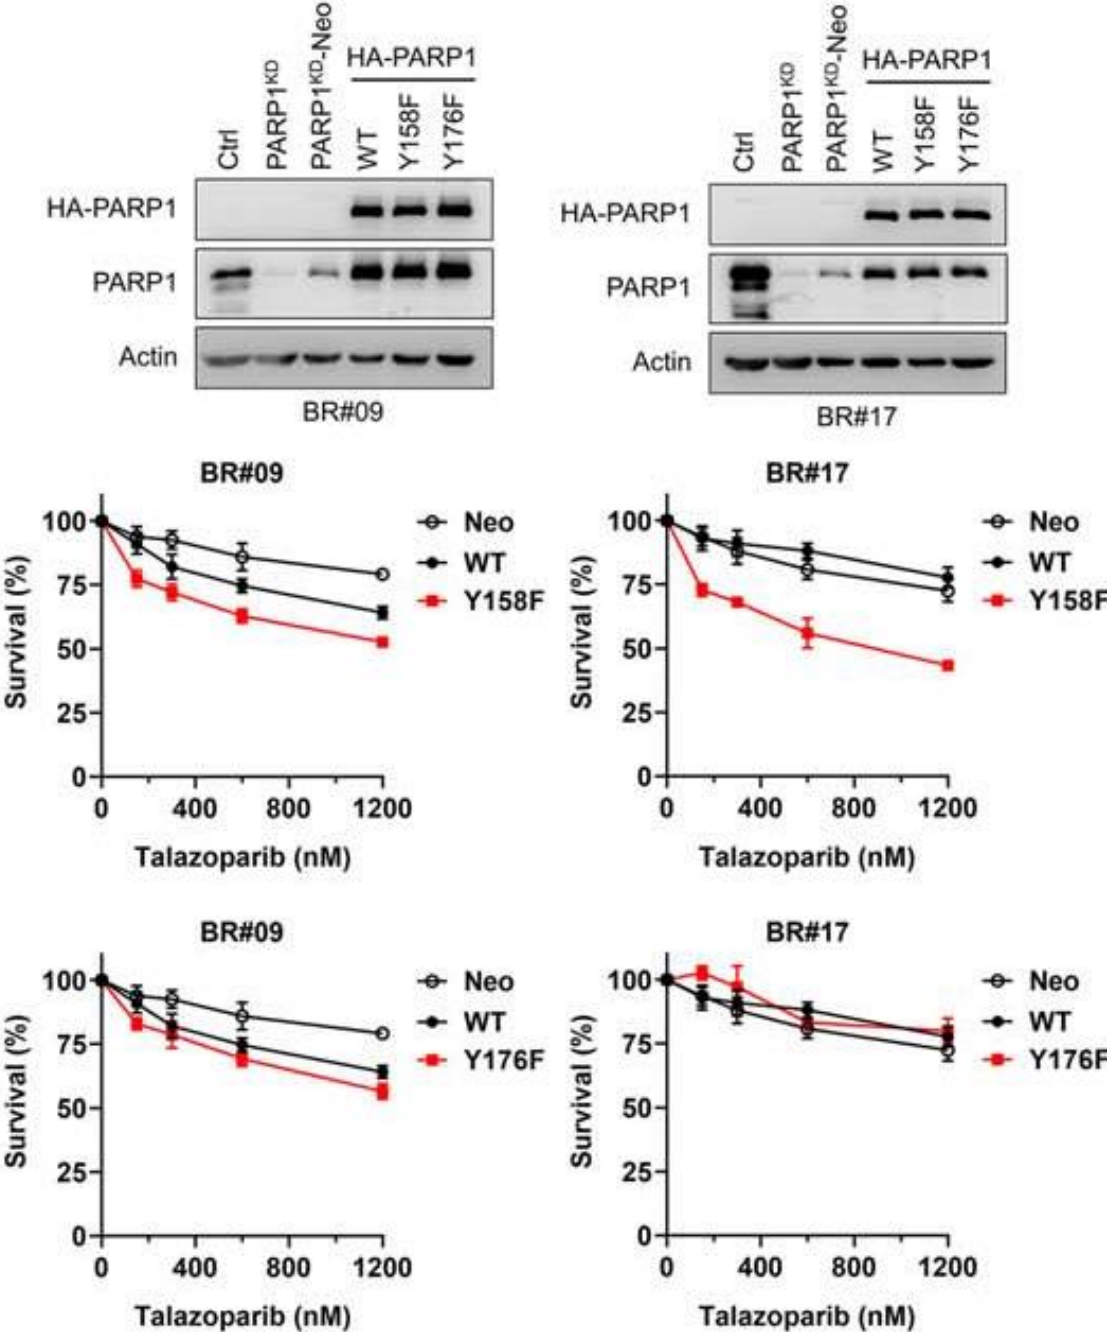 HA-PARP1
Ctrl
PARP1ᴷᴰ
PARP1ᴷᴰ-Neo
WT
Y158F
Y176F
HA-PARP1
PARP1
Actin
BR#09
HA-PARP1
Ctrl
PARP1ᴷᴰ
PARP1ᴷᴰ-Neo
WT
Y158F
Y176F
HA-PARP1
PARP1
Actin
BR#17
BR#09
Survival (%)
100
75
50
25
0
0 400 800 1200
Talazoparib (nM)
Neo
WT
Y158F
BR#17
Survival (%)
100
75
50
25
0
0 400 800 1200
Talazoparib (nM)
Neo
WT
Y158F
BR#09
Survival (%)
100
75
50
25
0
0 400 800 1200
Talazoparib (nM)
Neo
WT
Y176F
BR#17
Survival (%)
100
75
50
25
0
0 400 800 1200
Talazoparib (nM)
Neo
WT
Y176F